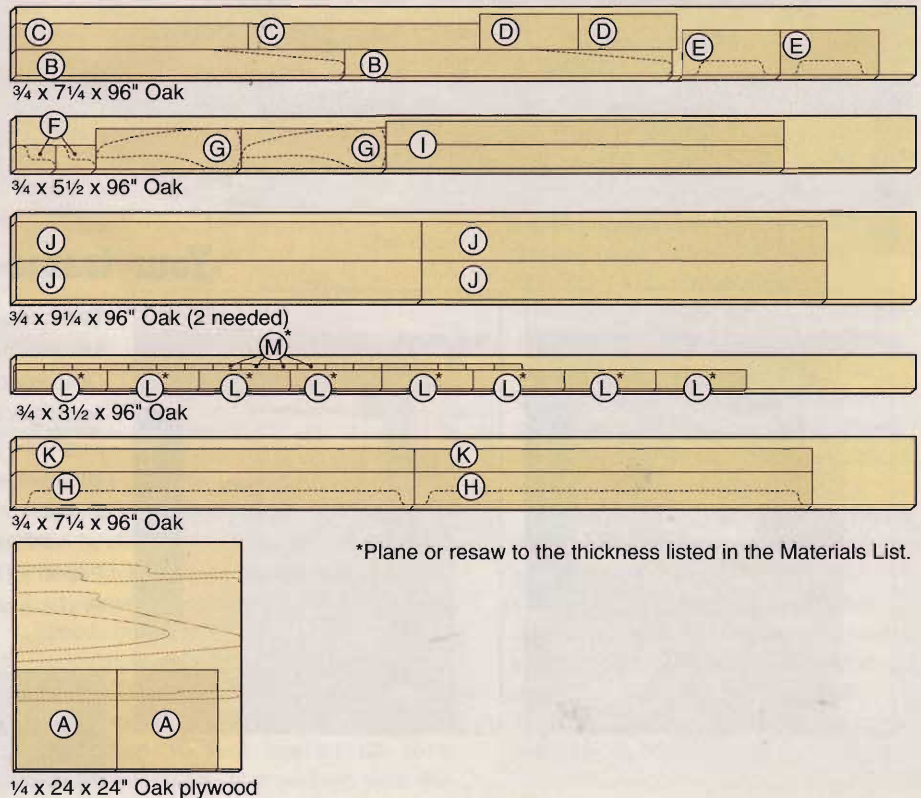 C C D D E E
B B
¾ x 7¼ x 96" Oak
F G G I
¾ x 5½ x 96" Oak
J J
J J
¾ x 9¼ x 96" Oak (2 needed)
M*
L* L* L* L* L* L* L* L*
¾ x 3½ x 96" Oak
K K
H H
¾ x 7¼ x 96" Oak
*Plane or resaw to the thickness listed in the Materials List.
A A
¼ x 24 x 24" Oak plywood